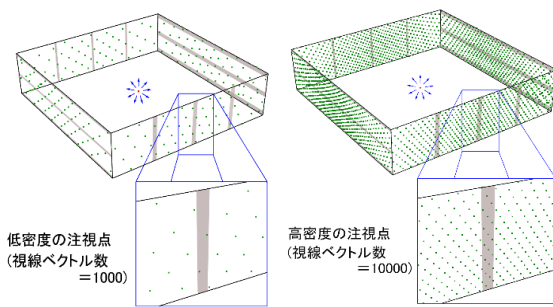 低密度の注視点
(視線ベクトル数
=1000)
高密度の注視点
(視線ベクトル数
=10000)